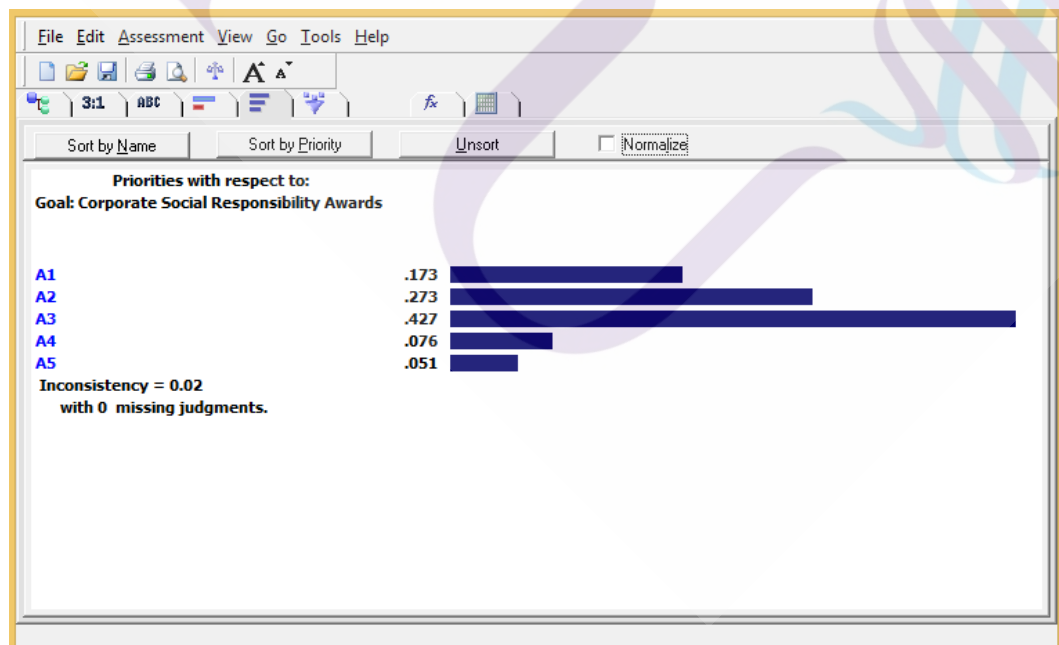 File Edit Assessment View Go Tools Help
A A
3:1 ABC fx
Sort by Name Sort by Priority Unsort Normalize
Priorities with respect to:
Goal: Corporate Social Responsibility Awards
A1 .173
A2 .273
A3 .427
A4 .076
A5 .051
Inconsistency = 0.02
with 0 missing judgments.